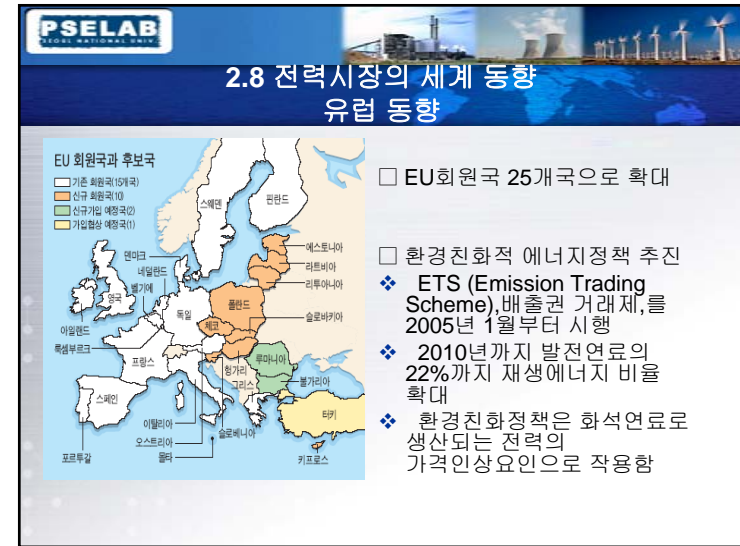 PSELAB
SEOUL NATIONAL UNIV.
2.8 전력시장의 세계 동향
유럽 동향
EU 회원국과 후보국
기존 회원국(15개국)
신규 회원국(10)
신규가입 예정국(2)
가입협상 예정국(1)
스웨덴
핀란드
덴마크
네덜란드
벨기에
영국
아일랜드
룩셈부르크
독일
프랑스
스페인
포르투갈
이탈리아
오스트리아
몰타
에스토니아
라트비아
리투아니아
폴란드
체코
슬로바키아
헝가리
루마니아
그리스
불가리아
슬로베니아
터키
키프로스
□ EU회원국 25개국으로 확대
□ 환경친화적 에너지정책 추진
❖ ETS (Emission Trading
Scheme),배출권 거래제,를
2005년 1월부터 시행
❖ 2010년까지 발전연료의
22%까지 재생에너지 비율
확대
❖ 환경친화정책은 화석연료로
생산되는 전력의
가격인상요인으로 작용함